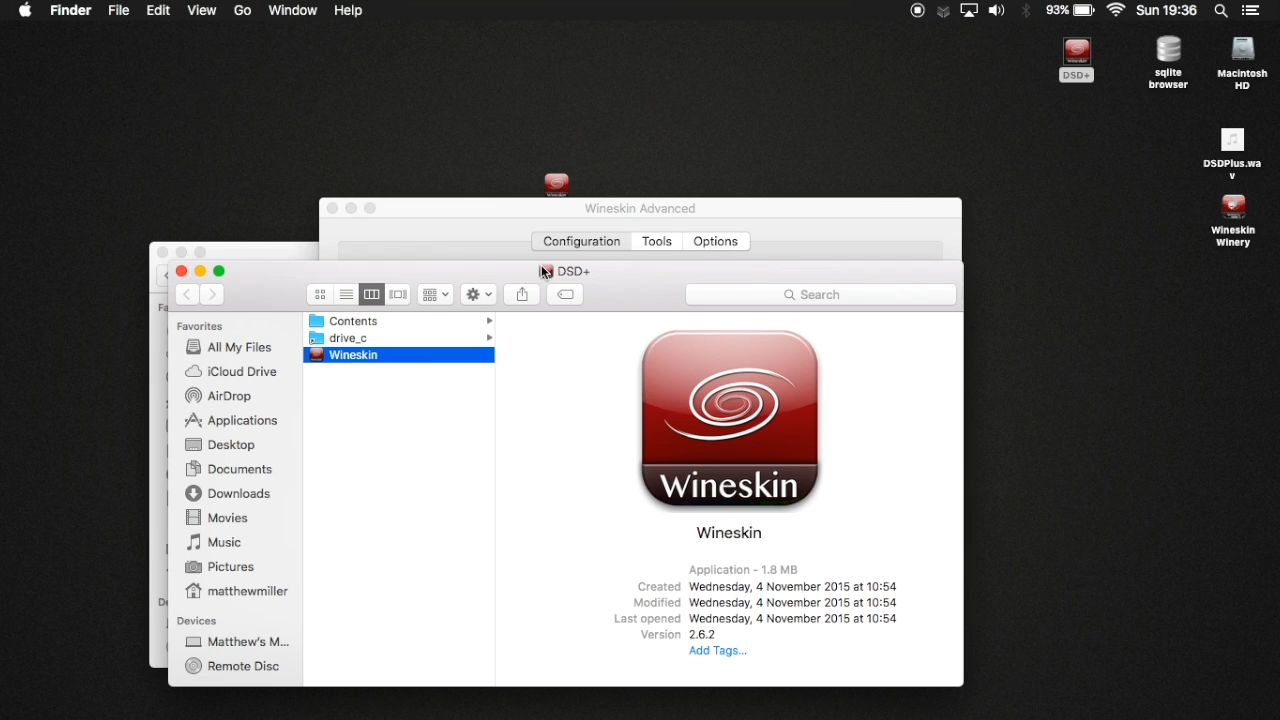 Finder File Edit View Go Window Help
93% Sun 19:36
Wineskin
DSD+
sqlite
browser
Macintosh
HD
DSDPlus.wa
v
Wineskin
Winery
Wineskin
Wineskin Advanced
Configuration Tools Options
DSD+
Search
Fa
De
Favorites
All My Files
iCloud Drive
AirDrop
Applications
Desktop
Documents
Downloads
Movies
Music
Pictures
matthewmiller
Devices
Matthew's M...
Remote Disc
Contents
drive_c
Wineskin
Wineskin
Wineskin
Application - 1.8 MB
Created Wednesday, 4 November 2015 at 10:54
Modified Wednesday, 4 November 2015 at 10:54
Last opened Wednesday, 4 November 2015 at 10:54
Version 2.6.2
Add Tags...